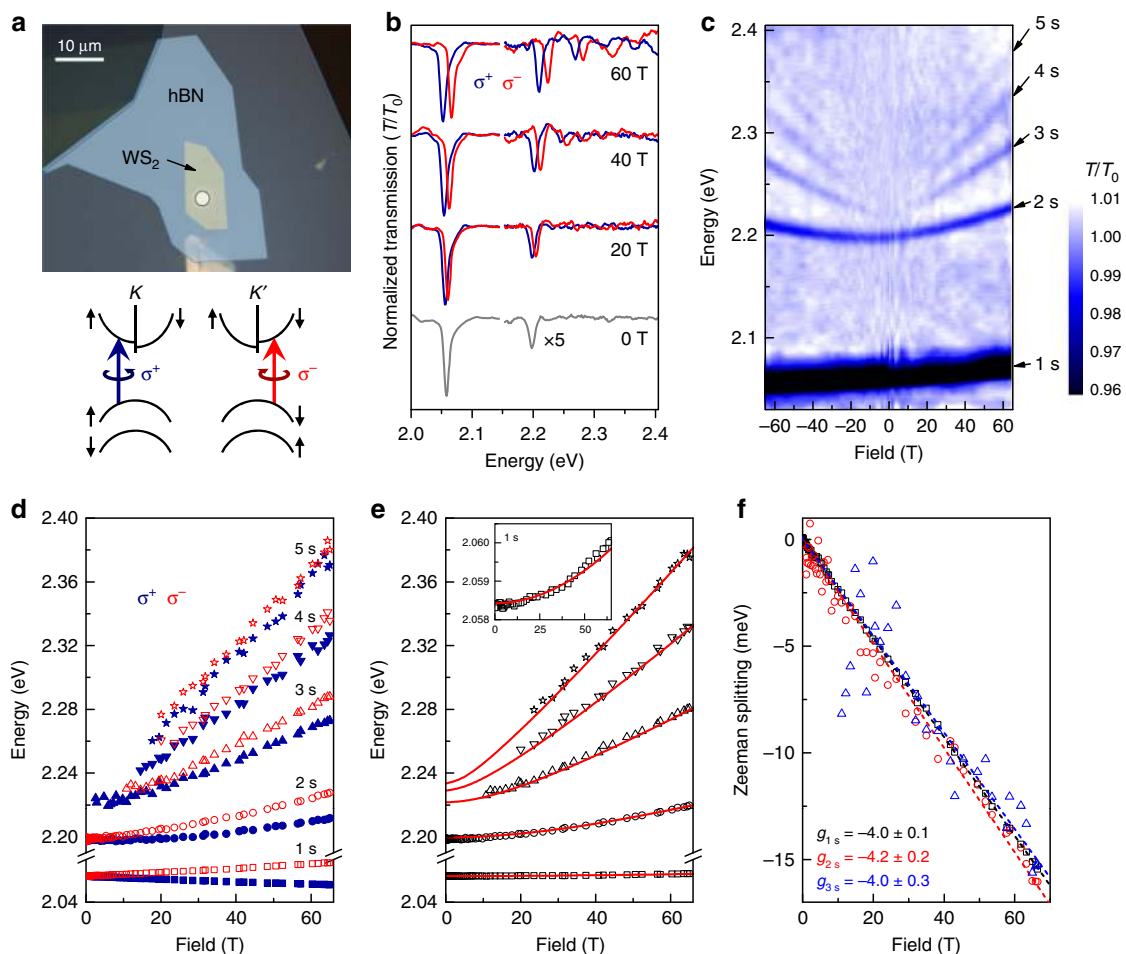 a
10 μm
hBN
WS2
K
K′
σ+
σ−
b
Normalized transmission (T/T0)
σ+ σ−
60 T
40 T
20 T
×5
0 T
2.0 2.1 2.2 2.3 2.4
Energy (eV)
c
Energy (eV)
2.4
2.3
2.2
2.1
−60 −40 −20 0 20 40 60
Field (T)
5 s
4 s
3 s
2 s
1 s
T/T0
1.01
1.00
0.99
0.98
0.97
0.96
d
Energy (eV)
2.40
2.36
2.32
2.28
2.24
2.20
2.04
σ+ σ−
5 s
4 s
3 s
2 s
1 s
0 20 40 60
Field (T)
e
Energy (eV)
2.40
2.36
2.32
2.28
2.24
2.20
2.04
1 s
2.060
2.059
2.058
0 25 50
0 20 40 60
Field (T)
f
Zeeman splitting (meV)
0
−5
−10
−15
g1 s = −4.0 ± 0.1
g2 s = −4.2 ± 0.2
g3 s = −4.0 ± 0.3
0 20 40 60
Field (T)